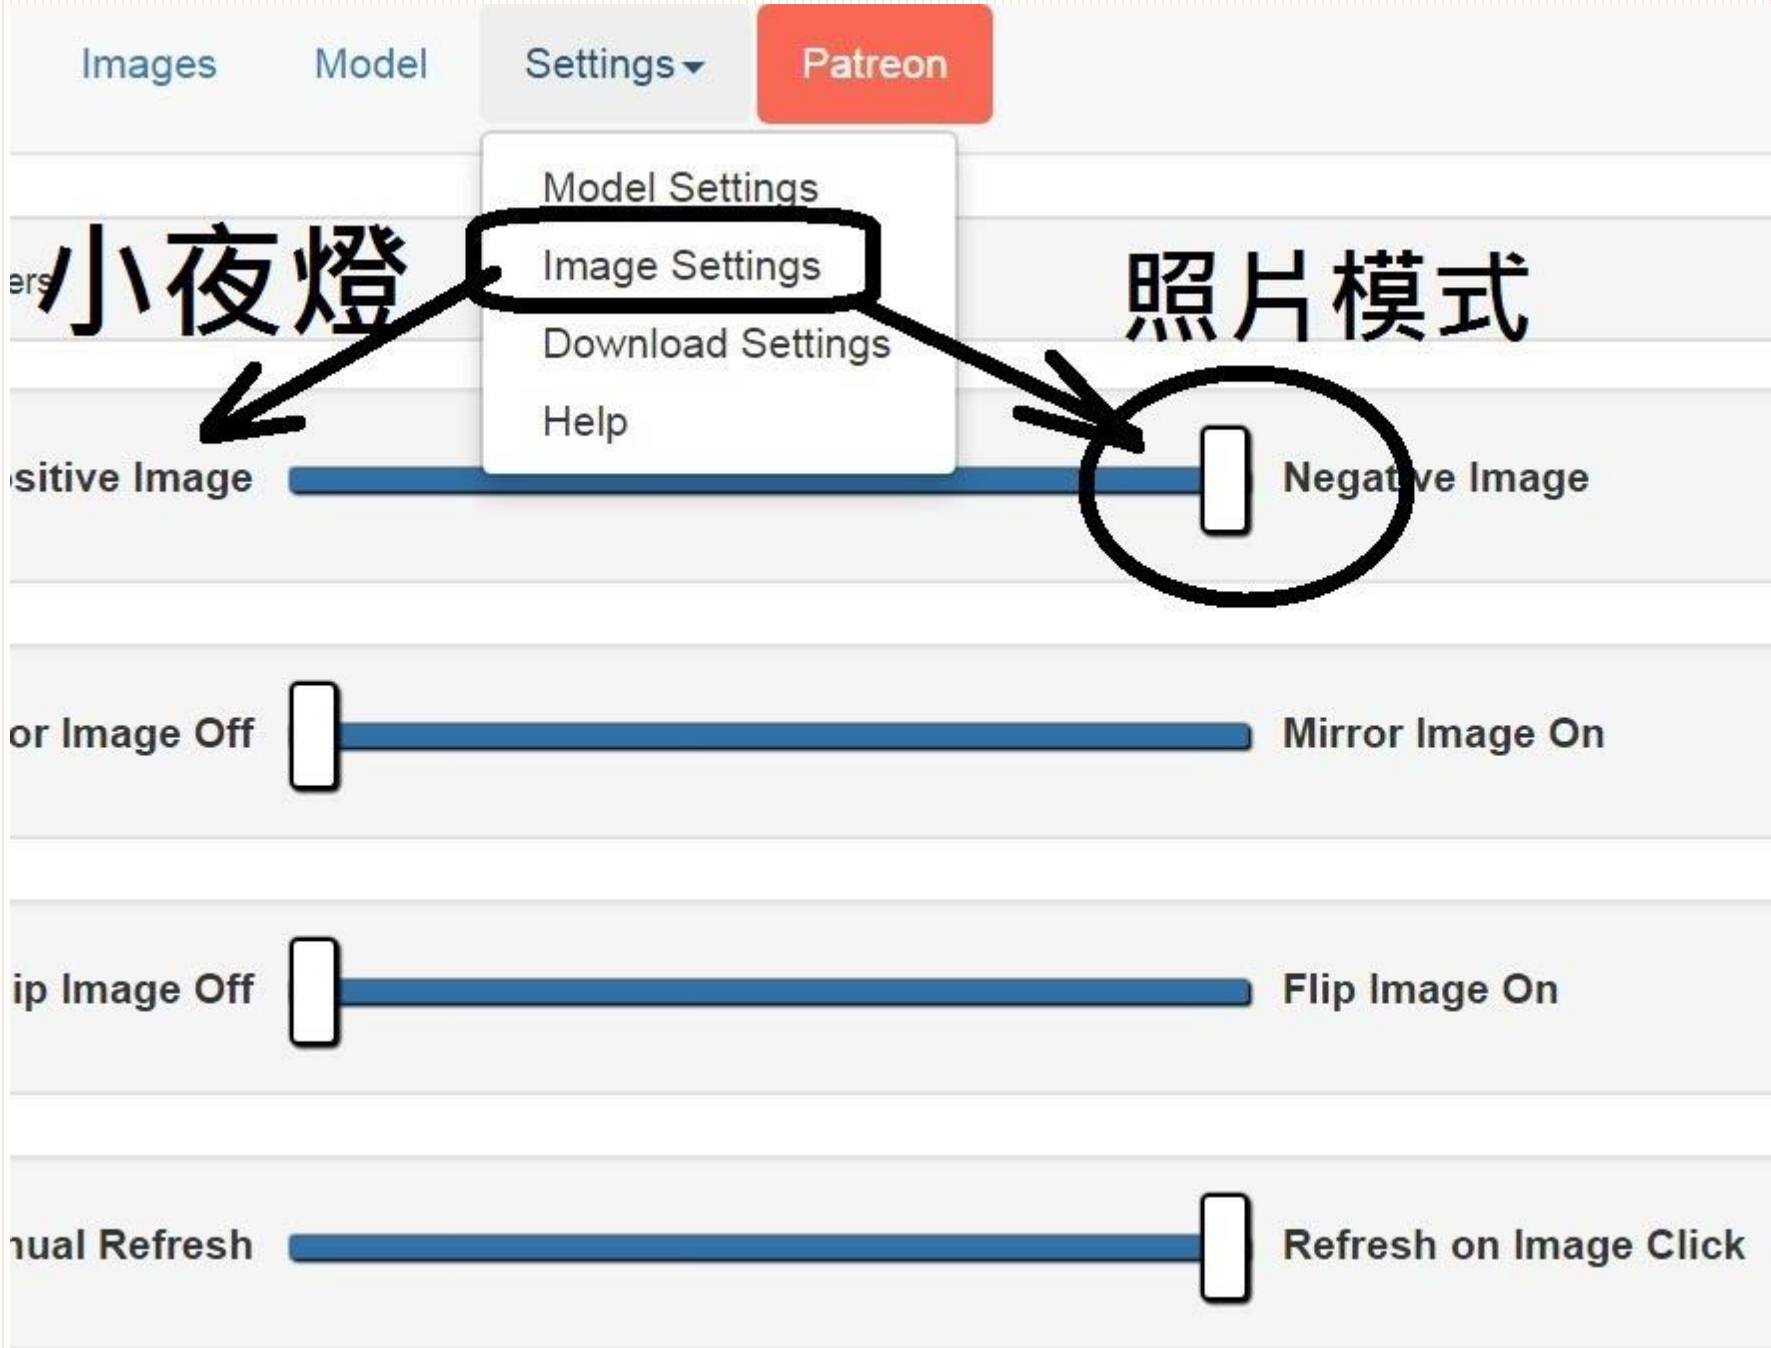 Images Model Settings Patreon
Model Settings
Image Settings
Download Settings
Help
小夜燈
照片模式
ers
sitive Image
Negative Image
or Image Off
Mirror Image On
ip Image Off
Flip Image On
nual Refresh
Refresh on Image Click